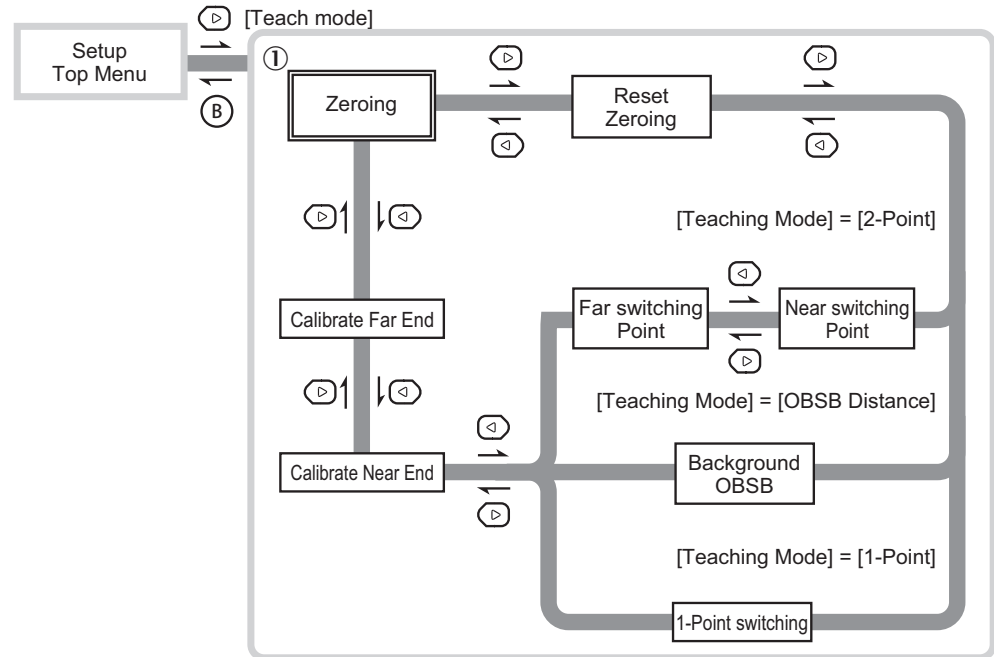 [Teach mode]
Setup
Top Menu
B
①
Zeroing
Reset
Zeroing
[Teaching Mode] = [2-Point]
Calibrate Far End
Far switching
Point
Near switching
Point
[Teaching Mode] = [OBSB Distance]
Calibrate Near End
Background
OBSB
[Teaching Mode] = [1-Point]
1-Point switching